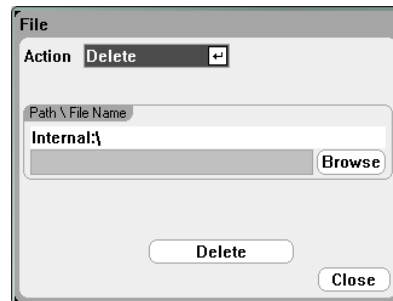 File
Action Delete
Path \ File Name
Internal:\
Browse
Delete
Close